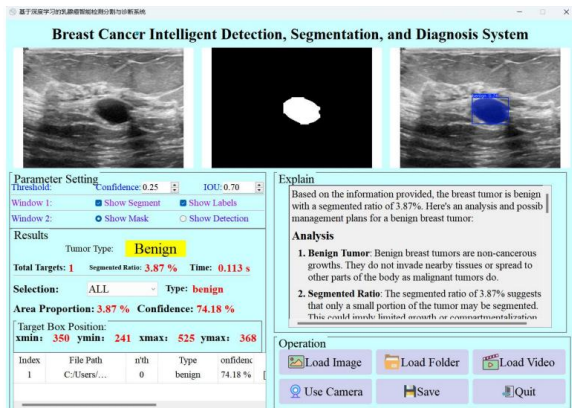 基于深度学习的乳腺癌智能检测分割与诊断系统
Breast Cancer Intelligent Detection, Segmentation, and Diagnosis System
Parameter Setting
Threshold: Confidence: 0.25 IOU: 0.70
Window 1: Show Segment Show Labels
Window 2: Show Mask Show Detection
Results
Tumor Type: Benign
Total Targets: 1 Segmented Ratio: 3.87 % Time: 0.113 s
Selection: ALL Type: benign
Area Proportion: 3.87 % Confidence: 74.18 %
Target Box Position:
xmin: 350 ymin: 241 xmax: 525 ymax: 368
Index File Path n'th Type onfidenc
1 C:/Users/... 0 benign 74.18 % [
Explain
Based on the information provided, the breast tumor is benign
with a segmented ratio of 3.87%. Here's an analysis and possib
management plans for a benign breast tumor:
Analysis
1. Benign Tumor: Benign breast tumors are non-cancerous
growths. They do not invade nearby tissues or spread to
other parts of the body as malignant tumors do.
2. Segmented Ratio: The segmented ratio of 3.87% suggests
that only a small portion of the tumor may be segmented.
This could imply limited growth or compartmentalization
Operation
Load Image Load Folder Load Video
Use Camera Save Quit